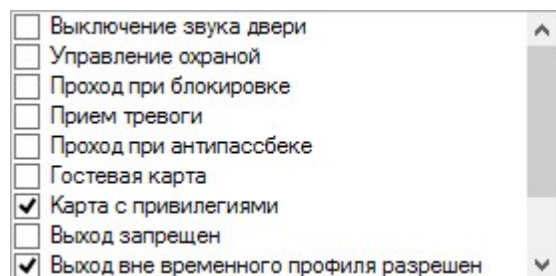 Выключение звука двери
Управление охраной
Проход при блокировке
Прием тревоги
Проход при антипассбеке
Гостевая карта
Карта с привилегиями
Выход запрещен
Выход вне временного профиля разрешен